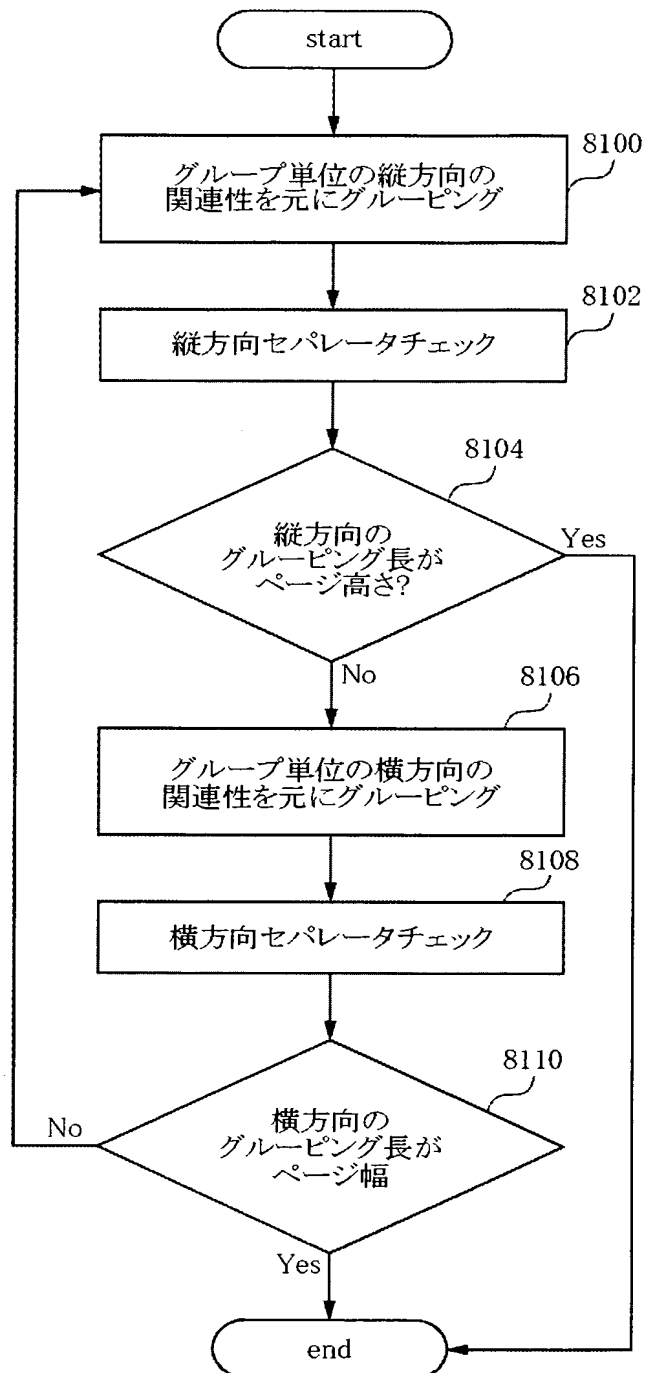 start
8100
グループ単位の縦方向の
関連性を元にグルーピング
8102
縦方向セパレータチェック
8104
縦方向の
グルーピング長が
ページ高さ?
Yes
No
8106
グループ単位の横方向の
関連性を元にグルーピング
8108
横方向セパレータチェック
8110
横方向の
グルーピング長が
ページ幅
No
Yes
end